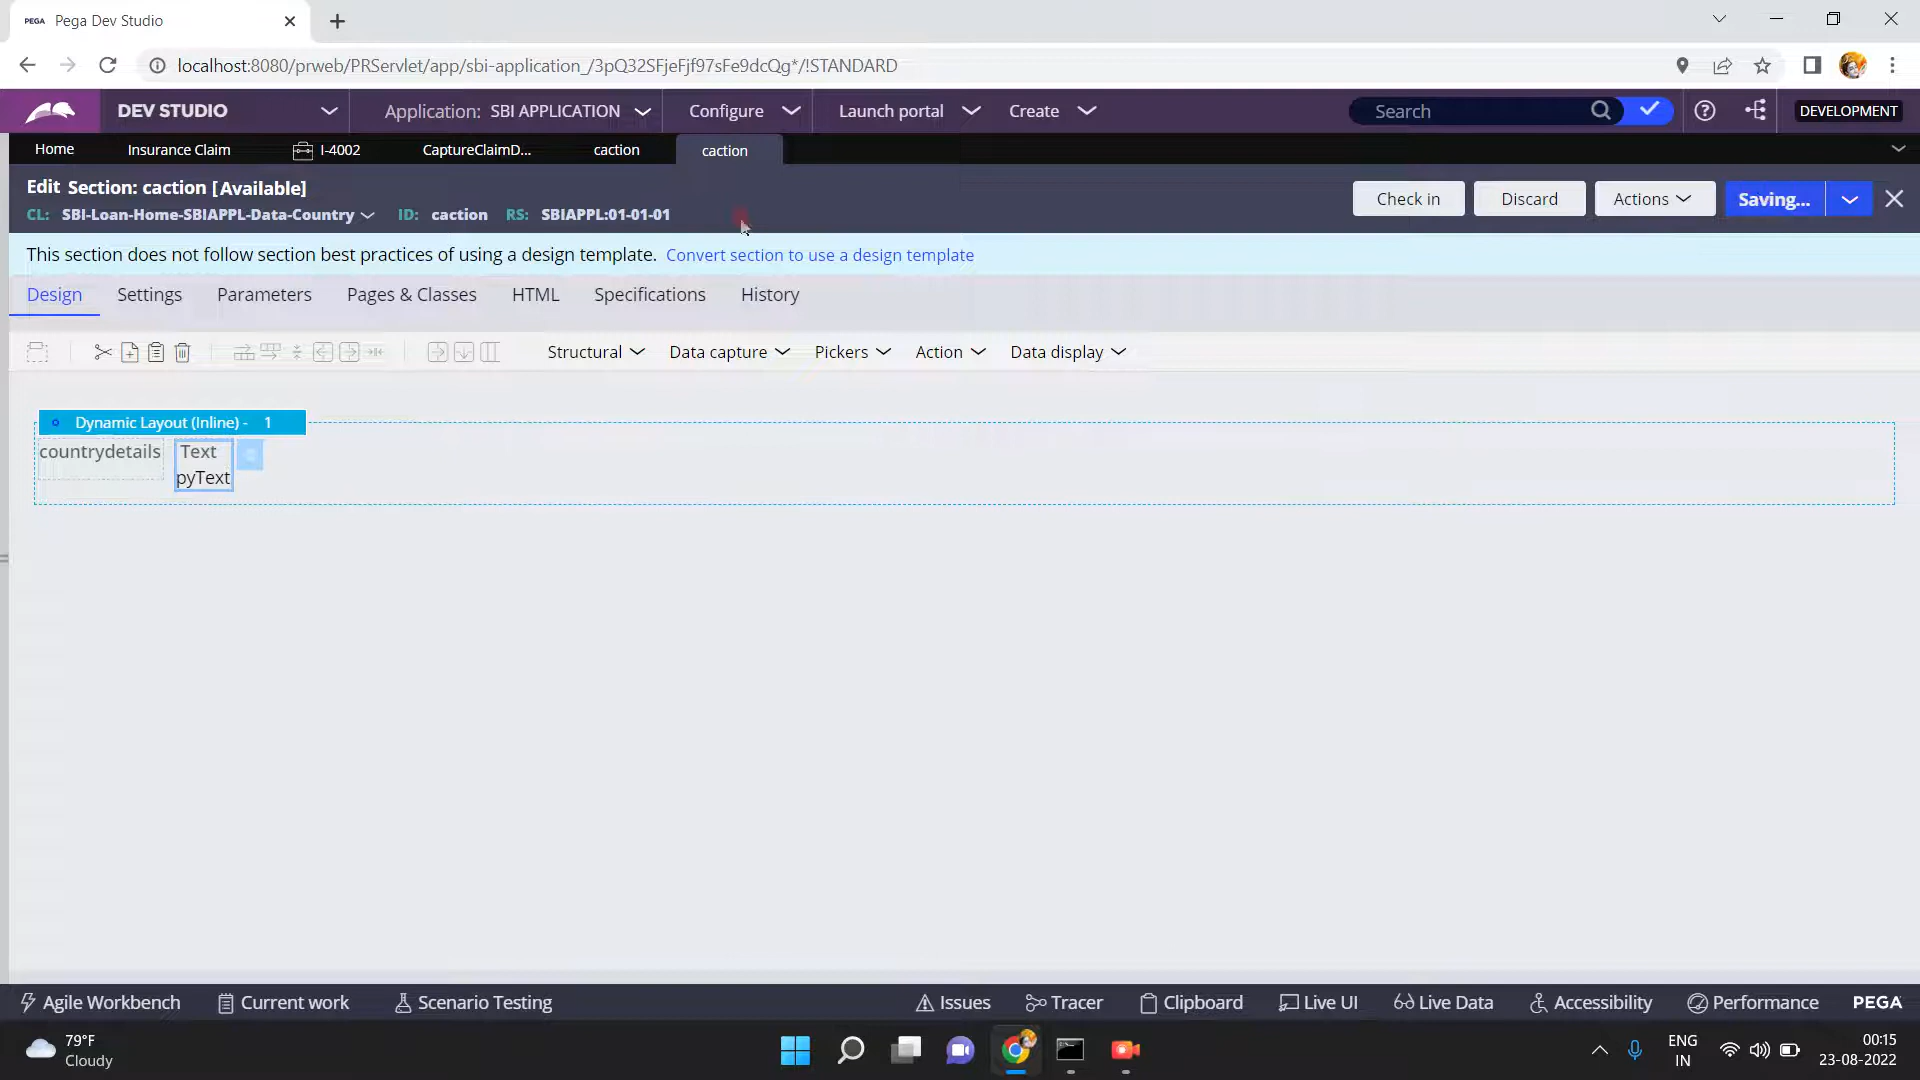 PEGA Pega Dev Studio
localhost:8080/prweb/PRServlet/app/sbi-application_/3pQ32SFjeFjf97sFe9dcQg*/!STANDARD
DEV STUDIO Application: SBI APPLICATION Configure Launch portal Create Search DEVELOPMENT
Home Insurance Claim I-4002 CaptureClaimD... caction caction
Edit Section: caction [Available]
CL: SBI-Loan-Home-SBIAPPL-Data-Country ID: caction RS: SBIAPPL:01-01-01
Check in Discard Actions Saving...
This section does not follow section best practices of using a design template. Convert section to use a design template
Design Settings Parameters Pages & Classes HTML Specifications History
Structural Data capture Pickers Action Data display
Dynamic Layout (Inline) - 1
countrydetails Text
pyText
Agile Workbench Current work Scenario Testing Issues Tracer Clipboard Live UI Live Data Accessibility Performance PEGA
79°F
Cloudy
ENG
IN
00:15
23-08-2022